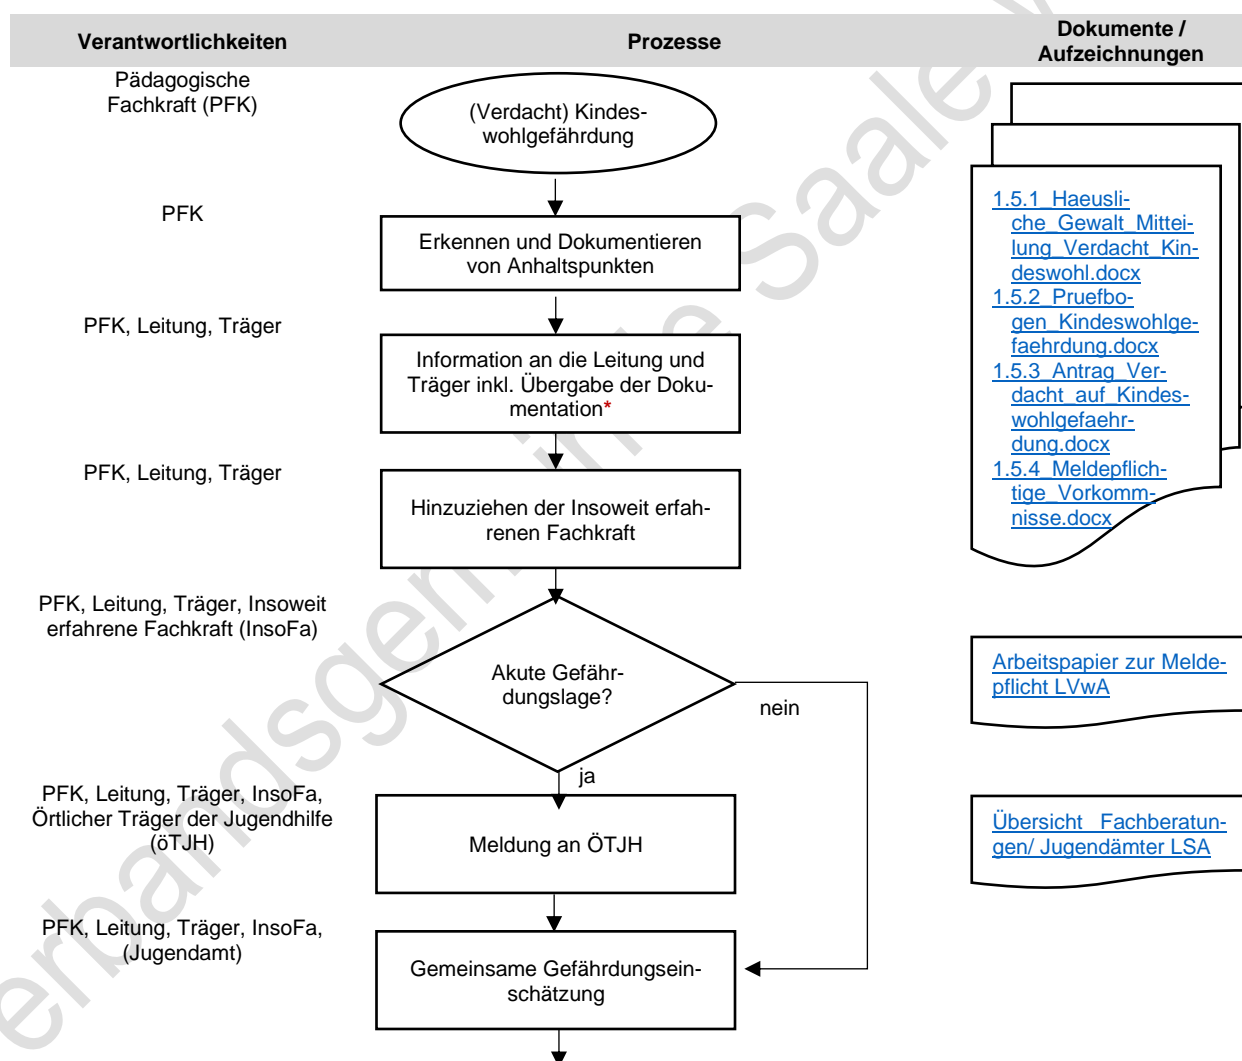 Verantwortlichkeiten
Prozesse
Dokumente /
Aufzeichnungen
Pädagogische
Fachkraft (PFK)
(Verdacht) Kindes-
wohlgefährdung
PFK
Erkennen und Dokumentieren
von Anhaltspunkten
PFK, Leitung, Träger
Information an die Leitung und
Träger inkl. Übergabe der Doku-
mentation*
PFK, Leitung, Träger
Hinzuziehen der Insoweit erfah-
renen Fachkraft
1.5.1_Haeusli-
che_Gewalt_Mittei-
lung_Verdacht_Kin-
deswohl.docx
1.5.2_Pruefbo-
gen_Kindeswohlge-
faehrdung.docx
1.5.3_Antrag_Ver-
dacht_auf_Kindes-
wohlgefaehr-
dung.docx
1.5.4_Meldepflich-
tige_Vorkomm-
nisse.docx
PFK, Leitung, Träger, Insoweit
erfahrene Fachkraft (InsoFa)
Akute Gefähr-
dungslage?
nein
ja
Arbeitspapier zur Melde-
pflicht LVwA
PFK, Leitung, Träger, InsoFa,
Örtlicher Träger der Jugendhilfe
(öTJH)
Meldung an ÖTJH
Übersicht Fachberatun-
gen/ Jugendämter LSA
PFK, Leitung, Träger, InsoFa,
(Jugendamt)
Gemeinsame Gefährdungsein-
schätzung